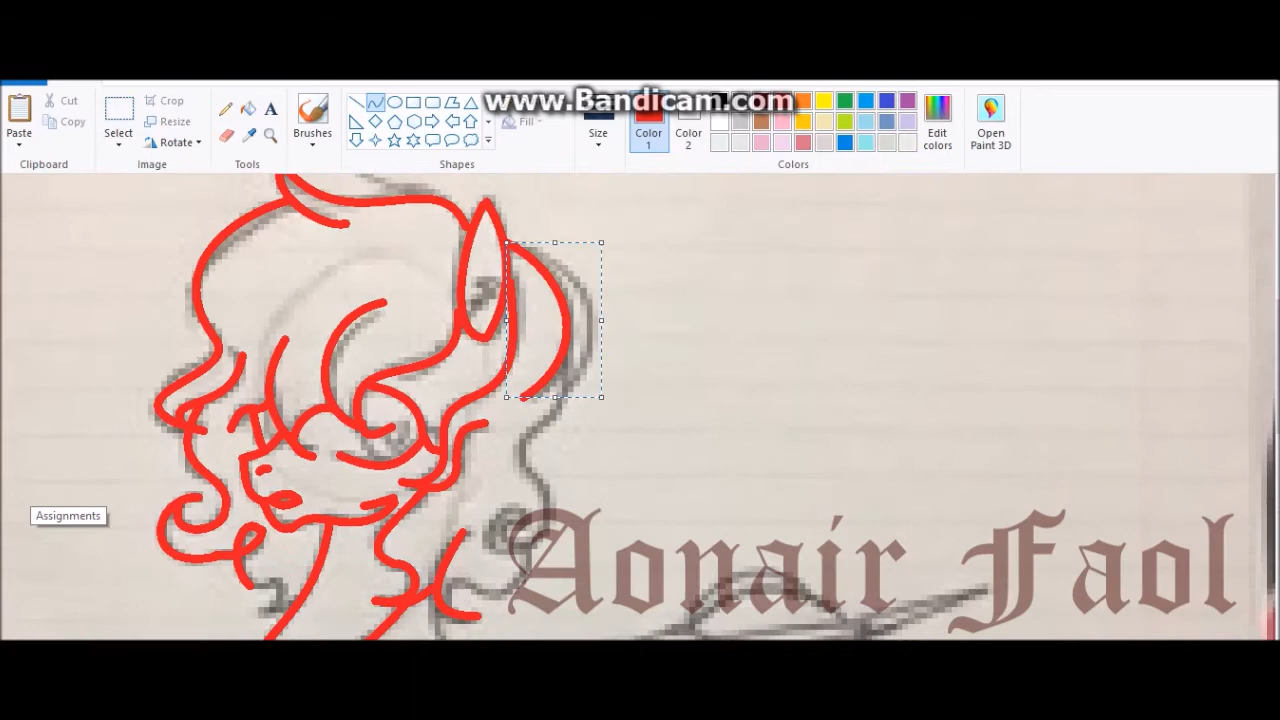 www.Bandicam.com
Cut
Crop
Copy
Resize
Fill
Paste
Select
Rotate
Brushes
Size
Color
1
Color
2
Edit
colors
Open
Paint 3D
Clipboard
Image
Tools
Shapes
Colors
Assignments
Aonair Faol